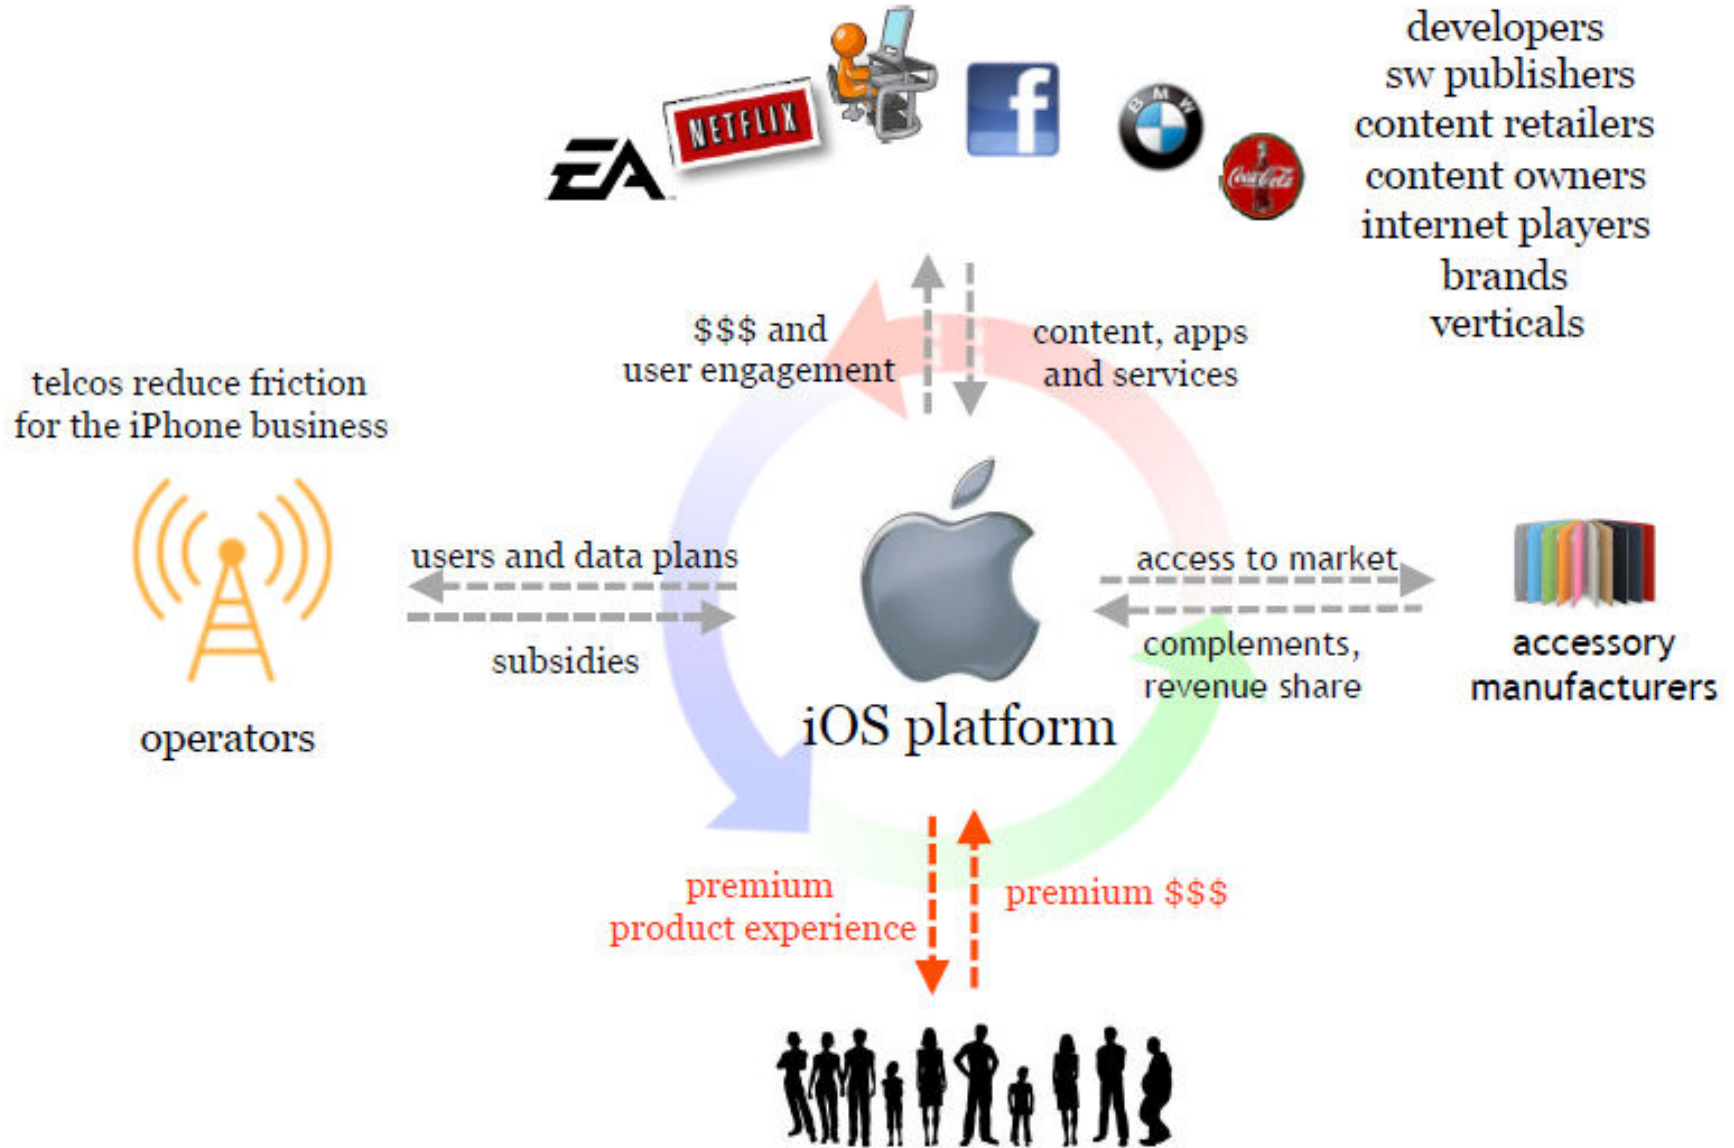 developers
sw publishers
content retailers
content owners
internet players
brands
verticals
EA
NETFLIX
f
BMW
Coca-Cola
$$$ and
user engagement
content, apps
and services
telcos reduce friction
for the iPhone business
users and data plans
subsidies
operators
access to market
complements,
revenue share
accessory
manufacturers
iOS platform
premium
product experience
premium $$$